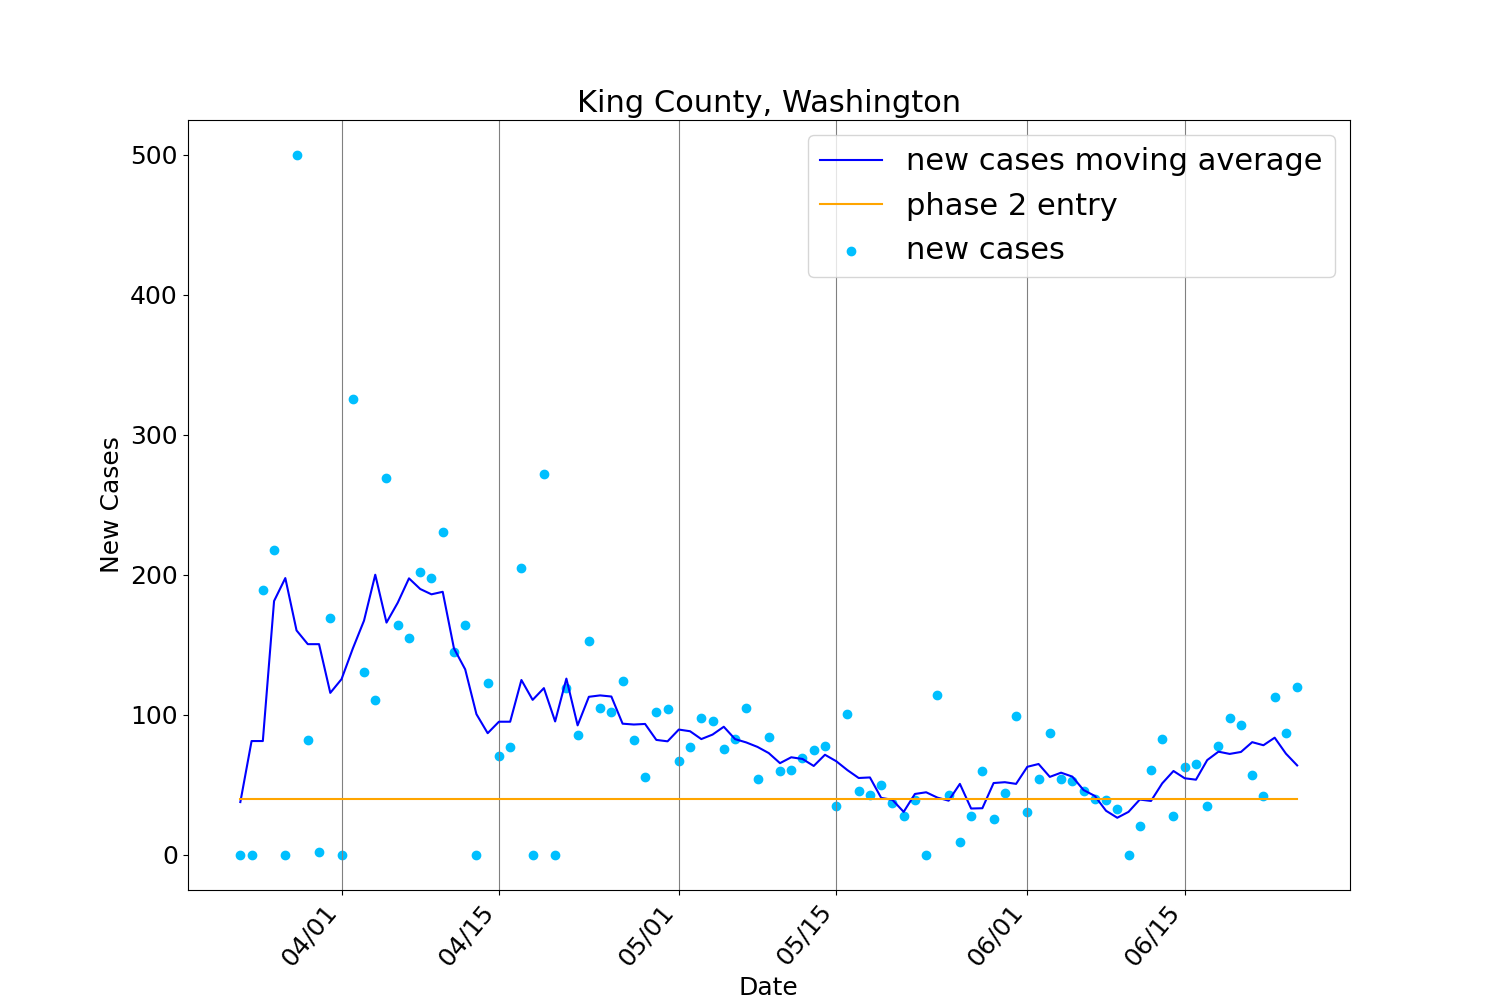 King County, Washington
new cases moving average
phase 2 entry
new cases
500
400
300
200
100
0
New Cases
04/01
04/15
05/01
05/15
06/01
06/15
Date